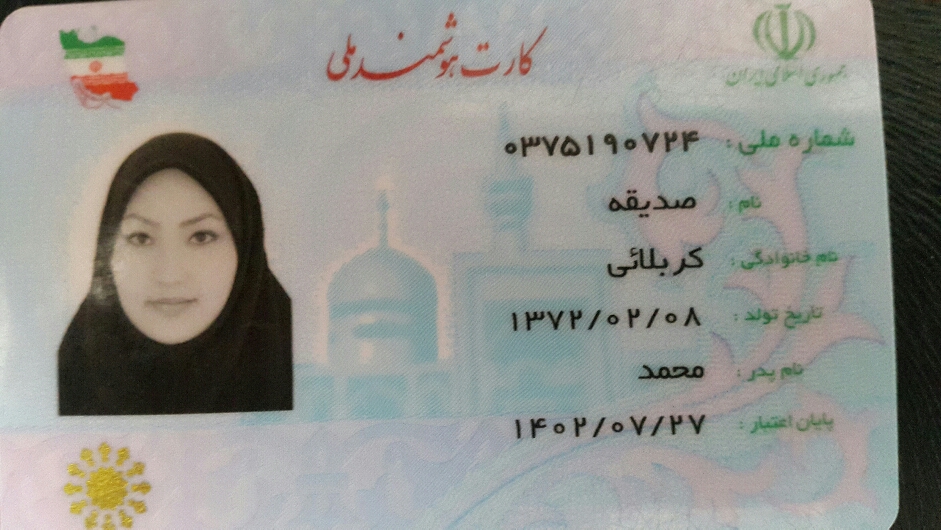 کارت هوشمند ملی
جمهوری اسلامی ایران
شماره ملی: ۰۳۷۵۱۹۰۷۲۴
نام: صدیقه
نام خانوادگی: کربلائی
تاریخ تولد: ۱۳۷۲/۰۲/۰۸
نام پدر: محمد
پایان اعتبار: ۱۴۰۲/۰۷/۲۷